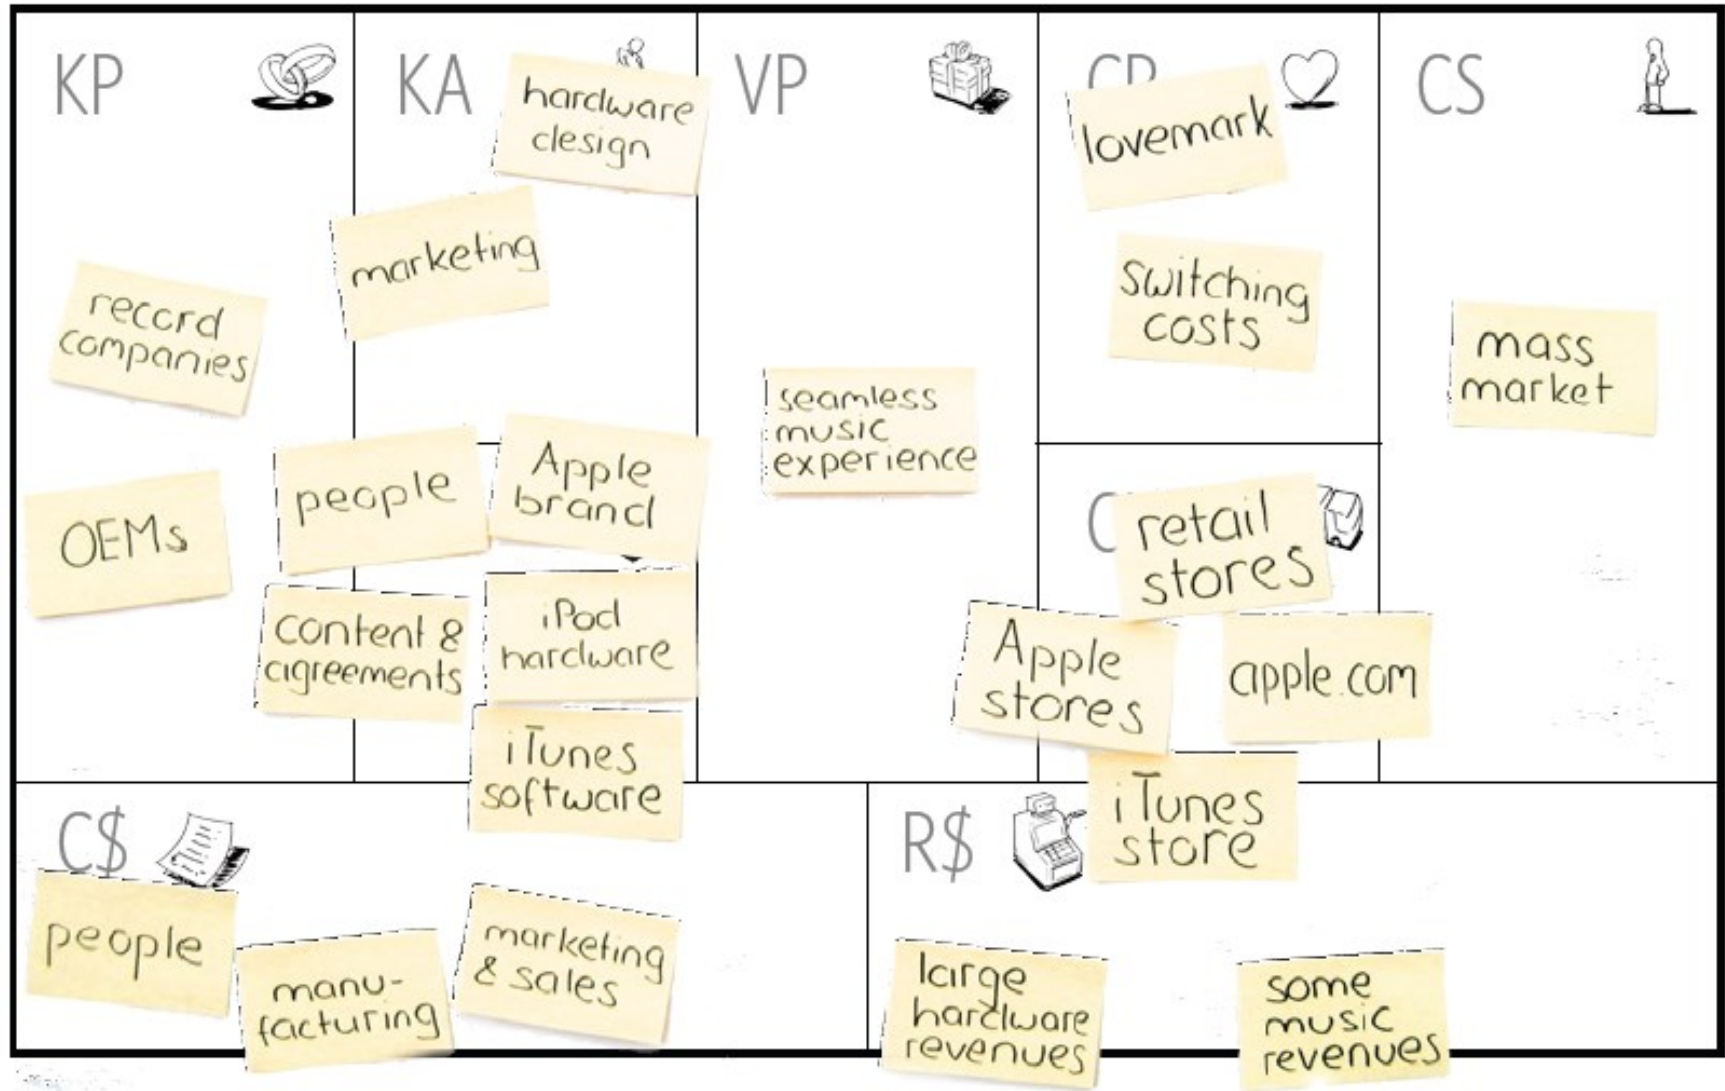 KP
record
companies
OEMs
KA
hardware
design
marketing
people
Apple
brand
content &
agreements
iPod
hardware
iTunes
software
VP
seamless
music
experience
CR
lovemark
switching
costs
C
retail
stores
Apple
stores
apple.com
iTunes
store
CS
mass
market
C$
people
manu-
facturing
marketing
& sales
R$
large
hardware
revenues
some
music
revenues